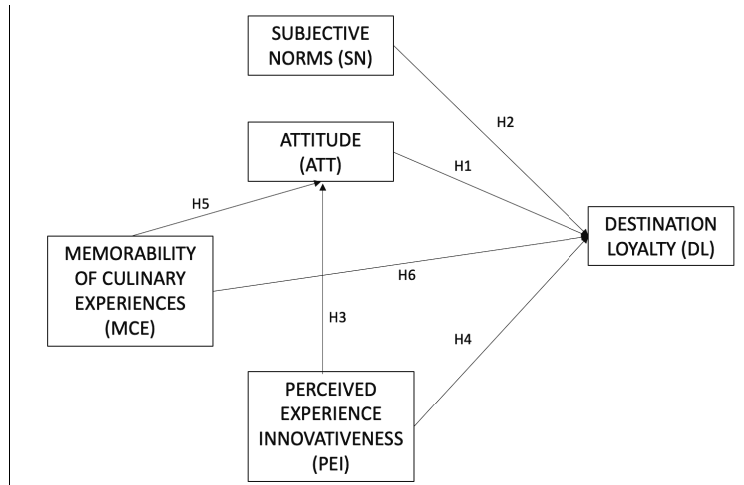 SUBJECTIVE
NORMS (SN)
H2
ATTITUDE
(ATT)
H1
H5
DESTINATION
LOYALTY (DL)
MEMORABILITY
OF CULINARY
EXPERIENCES
(MCE)
H6
H3
H4
PERCEIVED
EXPERIENCE
INNOVATIVENESS
(PEI)